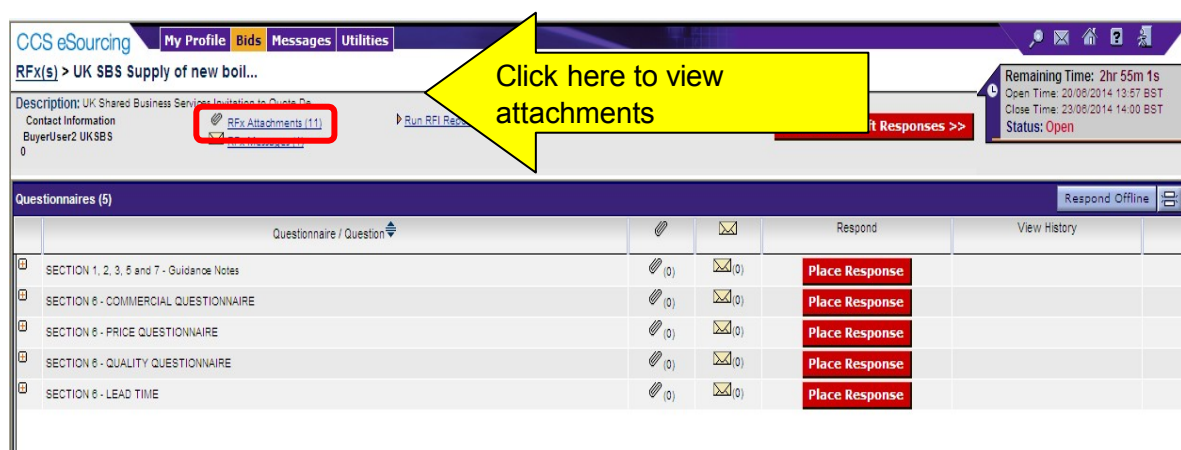 CCS eSourcing My Profile Bids Messages Utilities
RFx(s) > UK SBS Supply of new boil...
Click here to view
attachments
Remaining Time: 2hr 55m 1s
Open Time: 20/06/2014 13:57 BST
Close Time: 23/06/2014 14:00 BST
Status: Open
Description: UK Shared Business Services Invitation to Quote De
Contact Information
RFx Attachments (11)
Run RFI Repo
BuyerUser2 UKSBS
RFx Messages (1)
0
ft Responses >>
Questionnaires (5) Respond Offline
Questionnaire / Question Respond View History
SECTION 1, 2, 3, 5 and 7 - Guidance Notes (0) (0) Place Response
SECTION 6 - COMMERCIAL QUESTIONNAIRE (0) (0) Place Response
SECTION 6 - PRICE QUESTIONNAIRE (0) (0) Place Response
SECTION 6 - QUALITY QUESTIONNAIRE (0) (0) Place Response
SECTION 6 - LEAD TIME (0) (0) Place Response